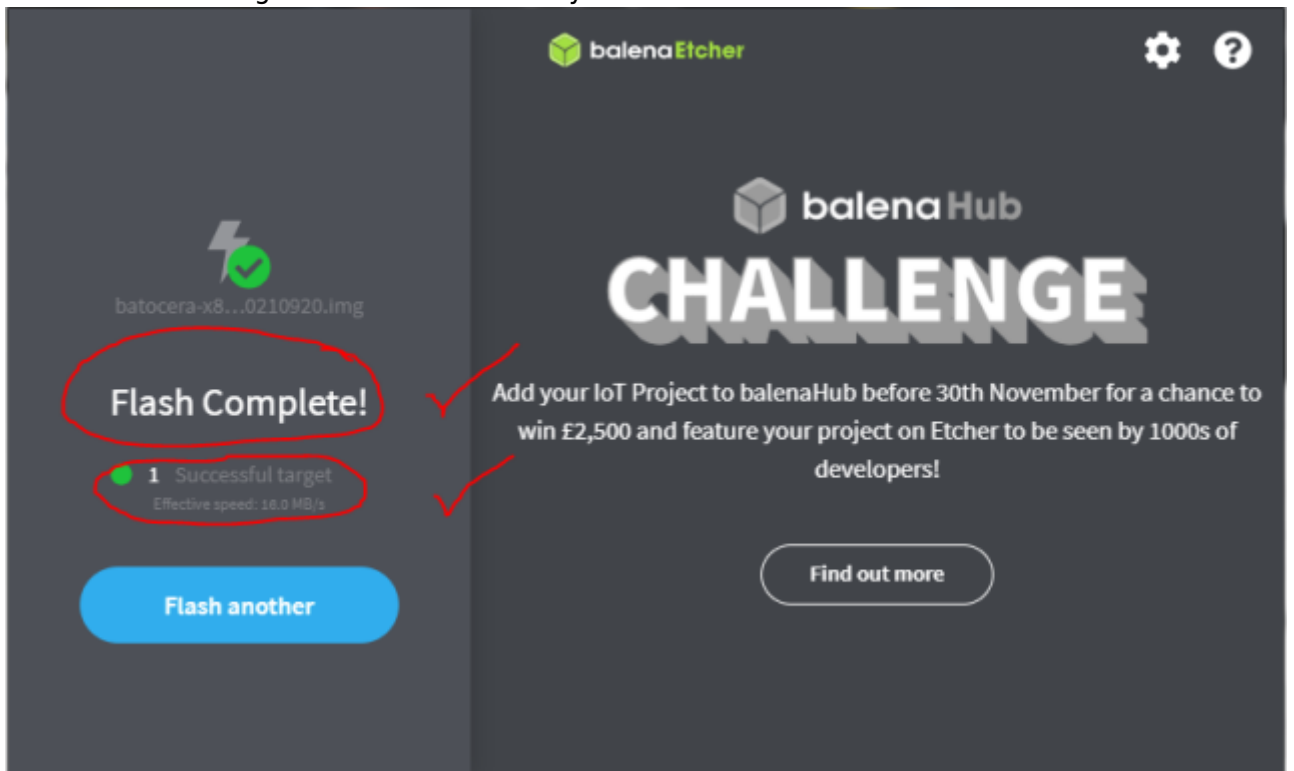 balenaEtcher
batocera-x8...0210920.img
Flash Complete!
1 Successful target
Effective speed: 16.0 MB/s
Flash another
balenaHub
CHALLENGE
Add your IoT Project to balenaHub before 30th November for a chance to
win £2,500 and feature your project on Etcher to be seen by 1000s of
developers!
Find out more